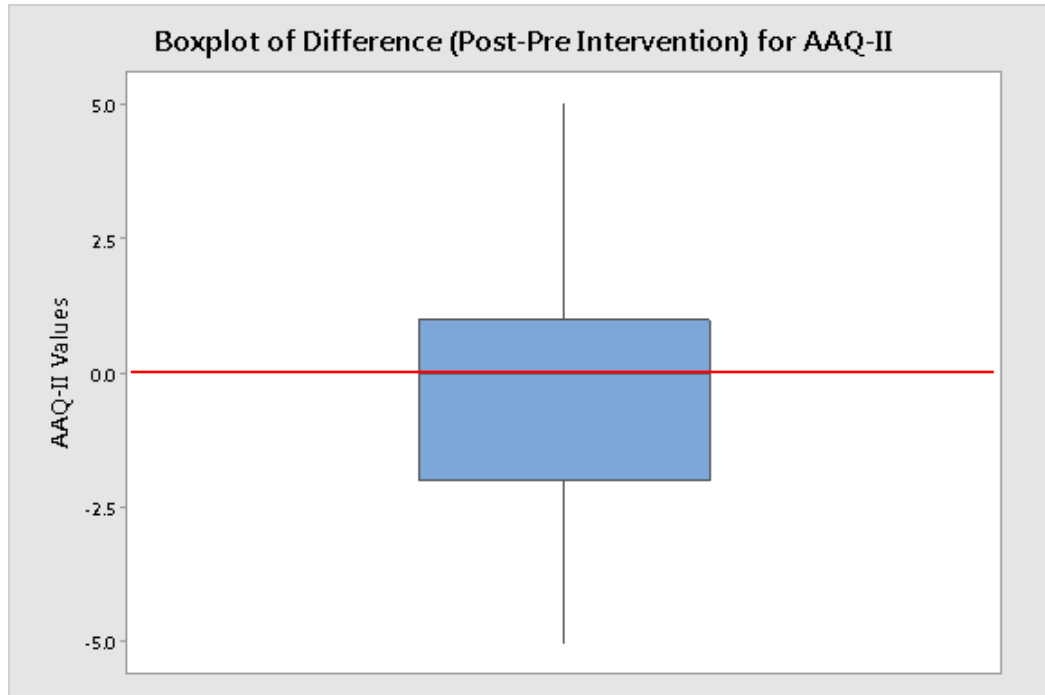 Boxplot of Difference (Post-Pre Intervention) for AAQ-II
AAQ-II Values
5.0
2.5
0.0
-2.5
-5.0